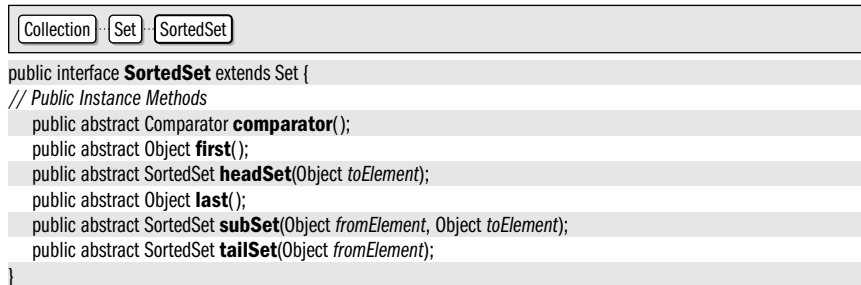 Collection Set SortedSet
public interface SortedSet extends Set {
// Public Instance Methods
public abstract Comparator comparator();
public abstract Object first();
public abstract SortedSet headSet(Object toElement);
public abstract Object last();
public abstract SortedSet subSet(Object fromElement, Object toElement);
public abstract SortedSet tailSet(Object fromElement);
}